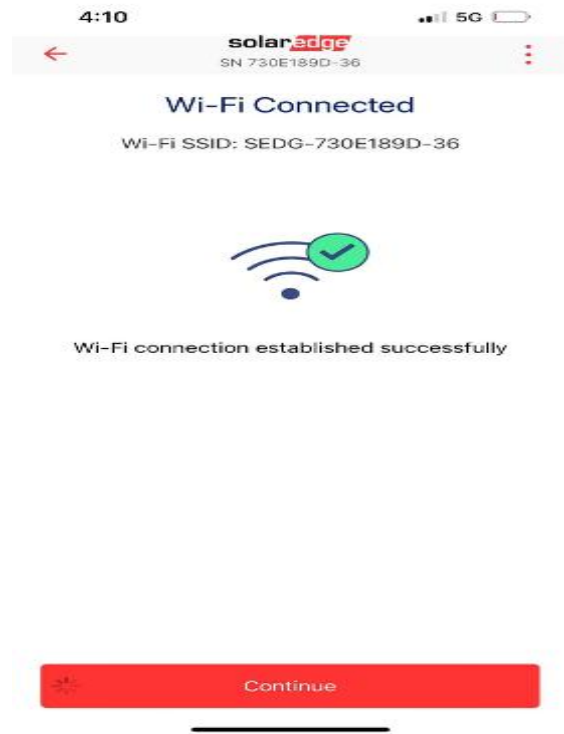 4:10 5G
solaredge
SN 730E189D-36
Wi-Fi Connected
Wi-Fi SSID: SEDG-730E189D-36
Wi-Fi connection established successfully
Continue